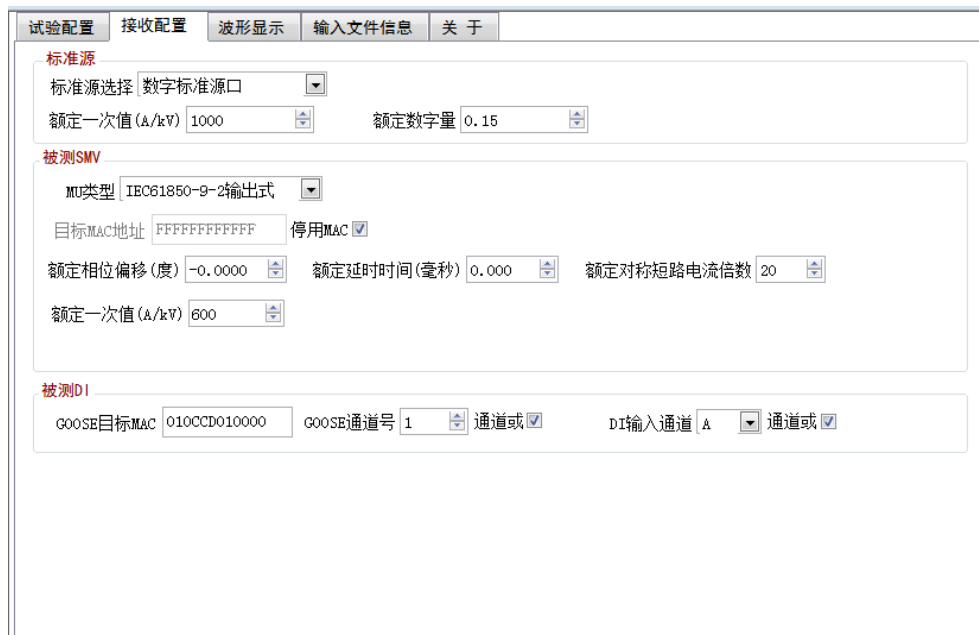 试验配置 接收配置 波形显示 输入文件信息 关 于
标准源
标准源选择 数字标准源口
额定一次值(A/kV) 1000 额定数字量 0.15
被测SMV
MU类型 IEC61850-9-2输出式
目标MAC地址 FFFFFFFFFFFF 停用MAC
额定相位偏移(度) -0.0000 额定延时时间(毫秒) 0.000 额定对称短路电流倍数 20
额定一次值(A/kV) 600
被测DI
GOOSE目标MAC 010CCD010000 GOOSE通道号 1 通道或 DI输入通道 A 通道或